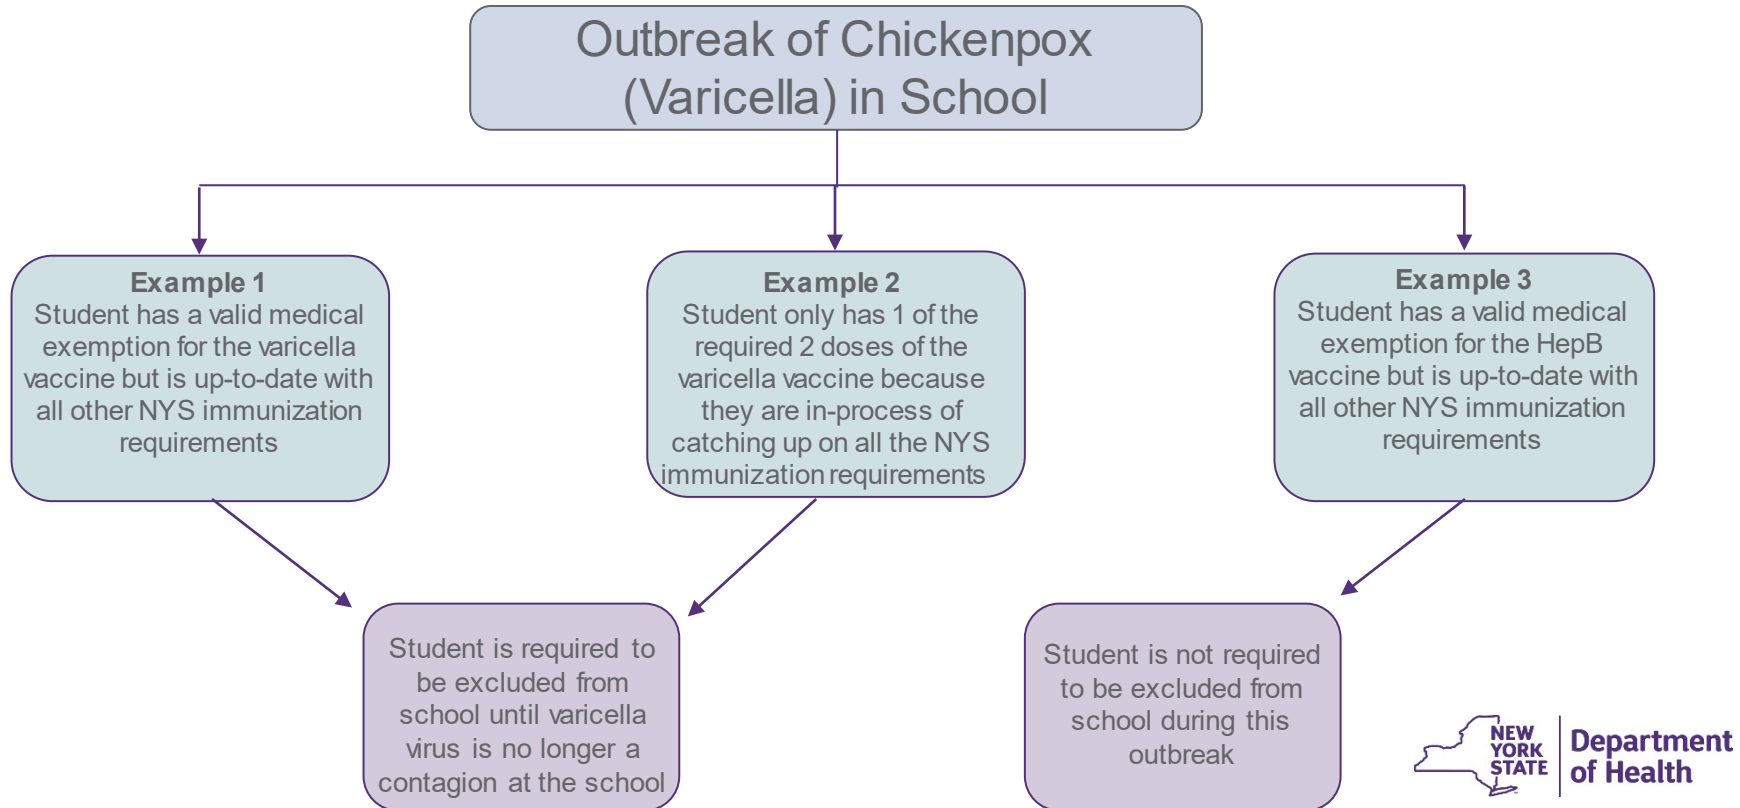 Outbreak of Chickenpox
(Varicella) in School
Example 1
Student has a valid medical
exemption for the varicella
vaccine but is up-to-date with
all other NYS immunization
requirements
Example 2
Student only has 1 of the
required 2 doses of the
varicella vaccine because
they are in-process of
catching up on all the NYS
immunization requirements
Example 3
Student has a valid medical
exemption for the HepB
vaccine but is up-to-date with
all other NYS immunization
requirements
Student is required to
be excluded from
school until varicella
virus is no longer a
contagion at the school
Student is not required
to be excluded from
school during this
outbreak
NEW
YORK
STATE
Department
of Health